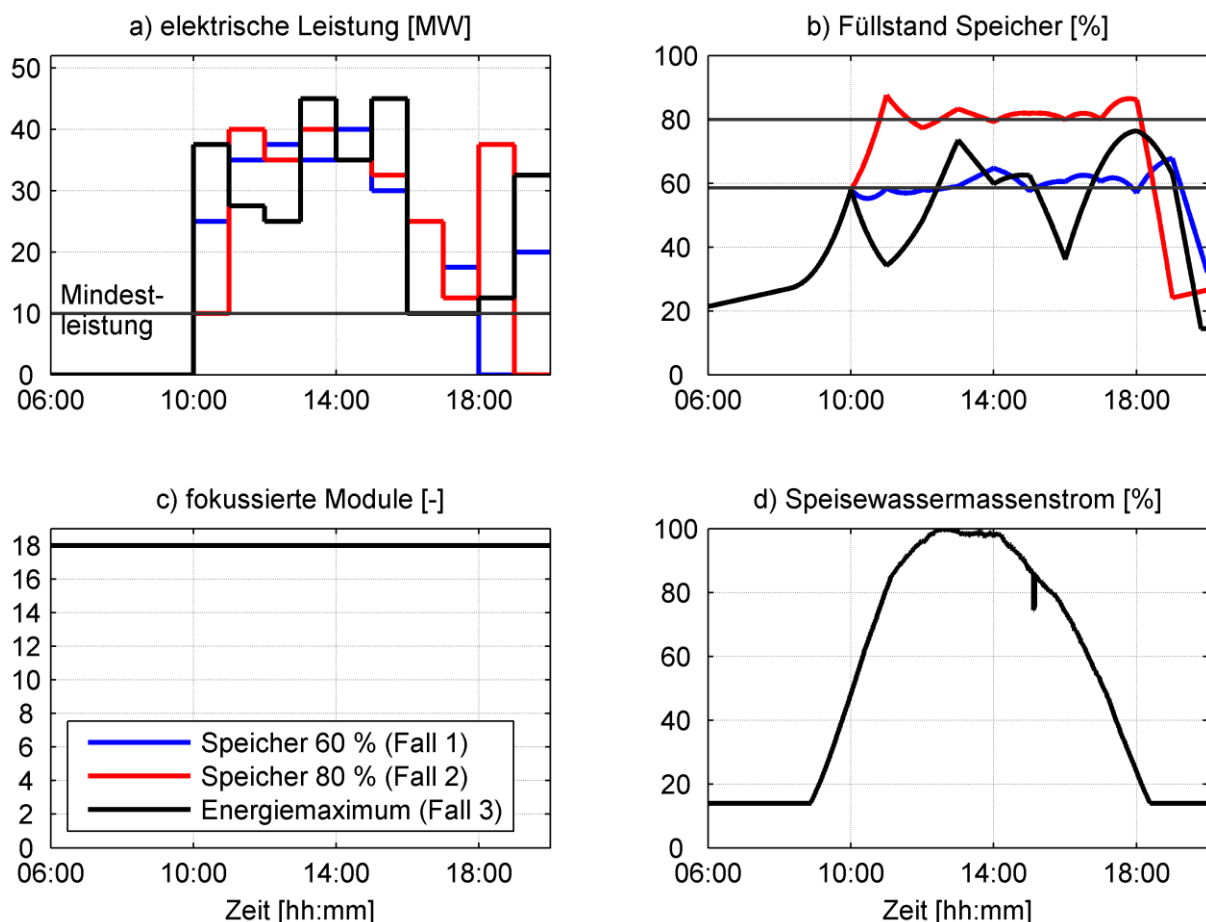 a) elektrische Leistung [MW]
50
40
30
20
10
0
Mindest-
leistung
06:00 10:00 14:00 18:00
b) Füllstand Speicher [%]
100
80
60
40
20
0
06:00 10:00 14:00 18:00
c) fokussierte Module [-]
18
16
14
12
10
8
6
4
2
0
Speicher 60 % (Fall 1)
Speicher 80 % (Fall 2)
Energiemaximum (Fall 3)
06:00 10:00 14:00 18:00
Zeit [hh:mm]
d) Speisewassermassenstrom [%]
100
80
60
40
20
0
06:00 10:00 14:00 18:00
Zeit [hh:mm]